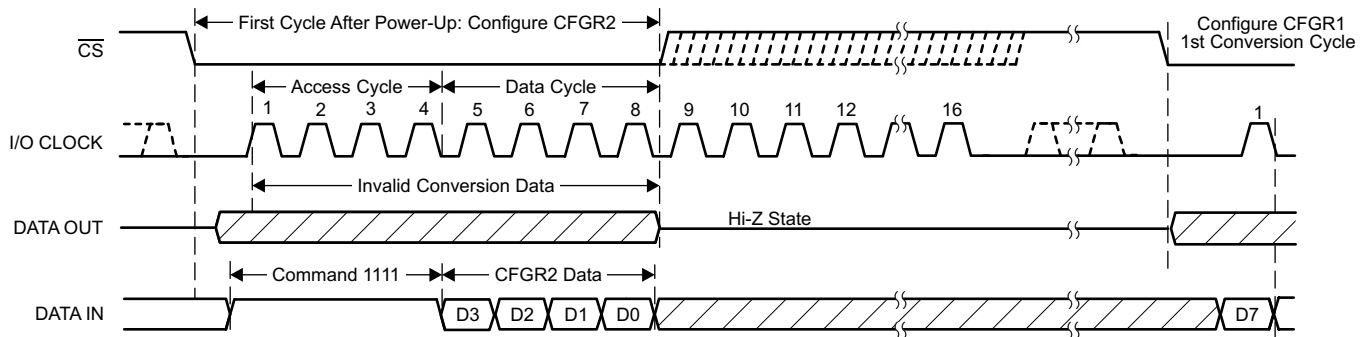 First Cycle After Power-Up: Configure CFGR2
Configure CFGR1
1st Conversion Cycle
CS
Access Cycle
Data Cycle
1 2 3 4 5 6 7 8 9 10 11 12 16 1
I/O CLOCK
Invalid Conversion Data
DATA OUT
Hi-Z State
Command 1111
CFGR2 Data
DATA IN
D3 D2 D1 D0 D7